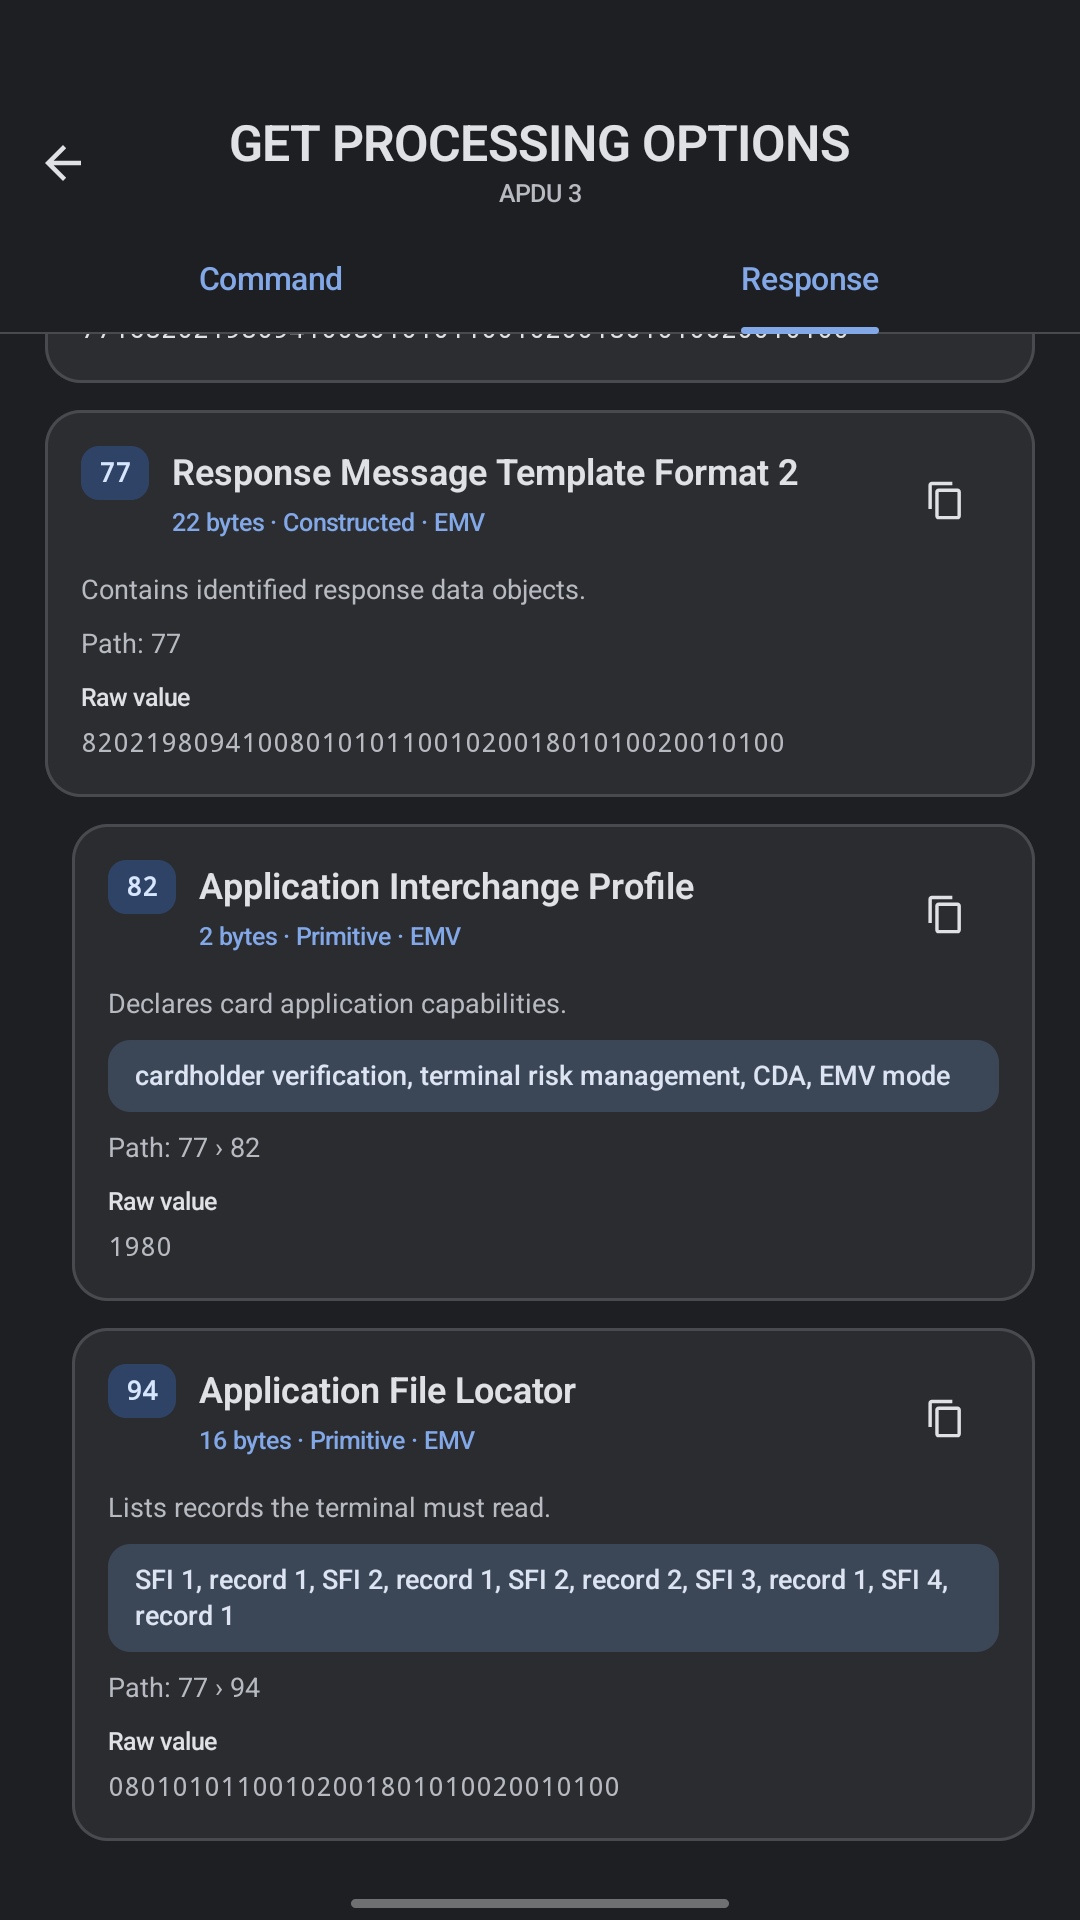 GET PROCESSING OPTIONS
APDU 3
Command
Response
77
Response Message Template Format 2
22 bytes · Constructed · EMV
Contains identified response data objects.
Path: 77
Raw value
82021980941008010101100102001801010020010100
82
Application Interchange Profile
2 bytes · Primitive · EMV
Declares card application capabilities.
cardholder verification, terminal risk management, CDA, EMV mode
Path: 77 › 82
Raw value
1980
94
Application File Locator
16 bytes · Primitive · EMV
Lists records the terminal must read.
SFI 1, record 1, SFI 2, record 1, SFI 2, record 2, SFI 3, record 1, SFI 4,
record 1
Path: 77 › 94
Raw value
08010101100102001801010020010100